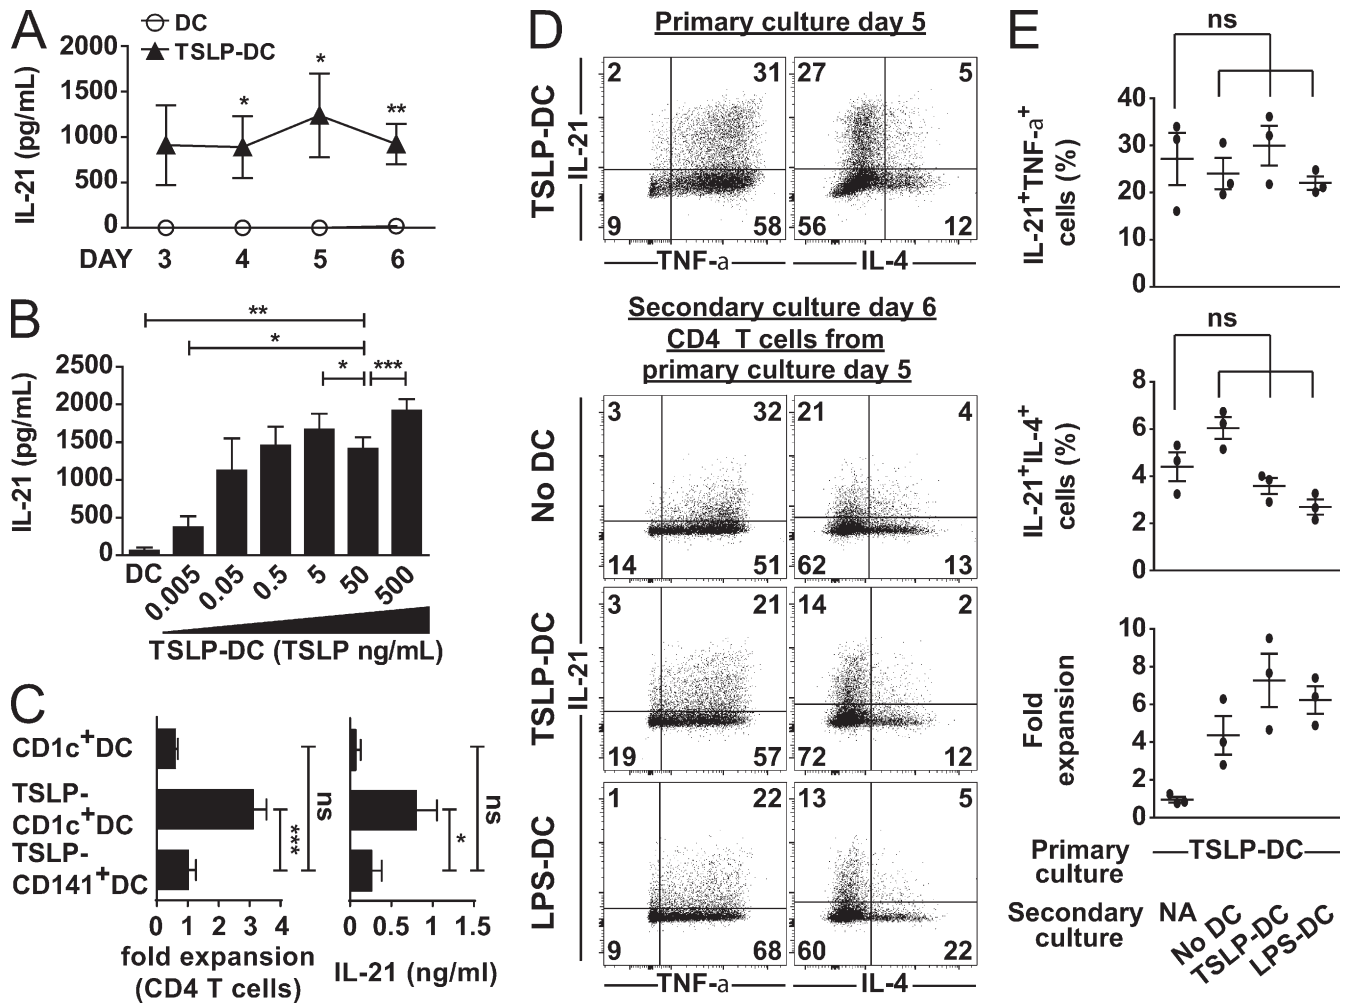 A
DC
TSLP-DC
IL-21 (pg/mL)
2000
1500
1000
500
0
*
*
**
DAY 3 4 5 6
B
**
*
* ***
IL-21 (pg/mL)
2500
2000
1500
1000
500
0
DC 0.005 0.05 0.5 5 50 500
TSLP-DC (TSLP ng/mL)
C
CD1c+DC
TSLP-
CD1c+DC
TSLP-
CD141+DC
*** ns
* ns
0 1 2 3 4
0 0.5 1 1.5
fold expansion
(CD4 T cells)
IL-21 (ng/ml)
D
Primary culture day 5
TSLP-DC
IL-21
2 31 27 5
9 58 56 12
TNF-a IL-4
Secondary culture day 6
CD4 T cells from
primary culture day 5
No DC
3 32 21 4
14 51 62 13
TSLP-DC
IL-21
3 21 14 2
19 57 72 12
LPS-DC
1 22 13 5
9 68 60 22
TNF-a IL-4
E
ns
IL-21+TNF-a+
cells (%)
40
30
20
10
0
ns
IL-21+IL-4+
cells (%)
8
6
4
2
0
Fold
expansion
10
8
6
4
2
0
Primary
culture
TSLP-DC
Secondary
culture
NA No DC TSLP-DC LPS-DC